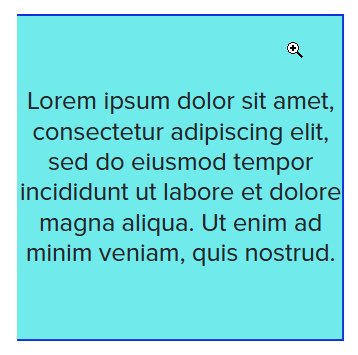 Lorem ipsum dolor sit amet,
consectetur adipiscing elit,
sed do eiusmod tempor
incididunt ut labore et dolore
magna aliqua. Ut enim ad
minim veniam, quis nostrud.